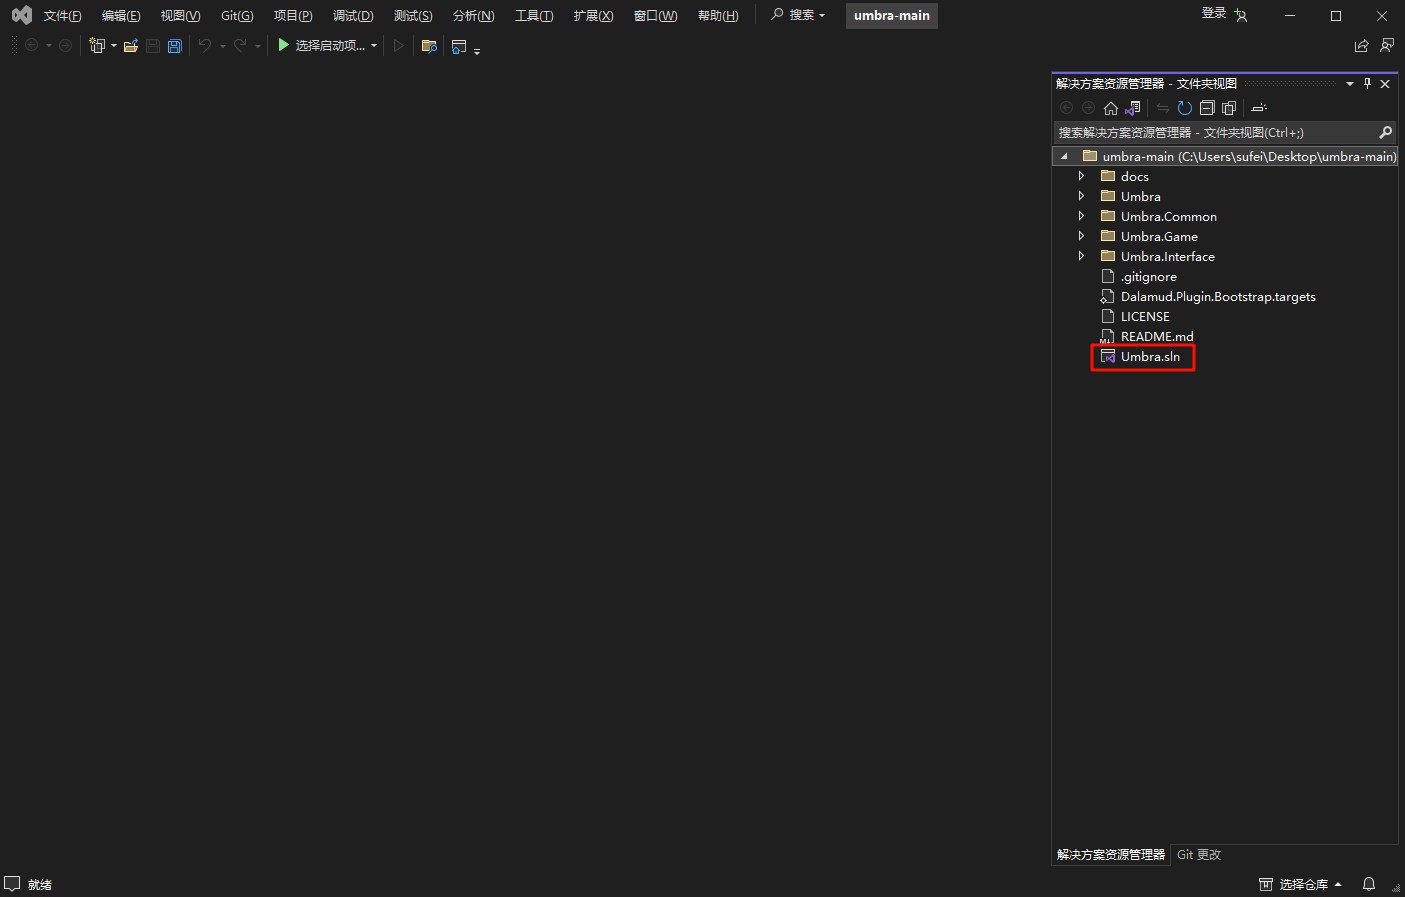 文件(F) 编辑(E) 视图(V) Git(G) 项目(P) 调试(D) 测试(S) 分析(N) 工具(T) 扩展(X) 窗口(W) 帮助(H) 搜索 umbra-main 登录
选择启动项...
解决方案资源管理器 - 文件夹视图
搜索解决方案资源管理器 - 文件夹视图(Ctrl+;)
umbra-main (C:\Users\sufei\Desktop\umbra-main)
docs
Umbra
Umbra.Common
Umbra.Game
Umbra.Interface
.gitignore
Dalamud.Plugin.Bootstrap.targets
LICENSE
README.md
Umbra.sln
解决方案资源管理器 Git 更改
就绪 选择仓库